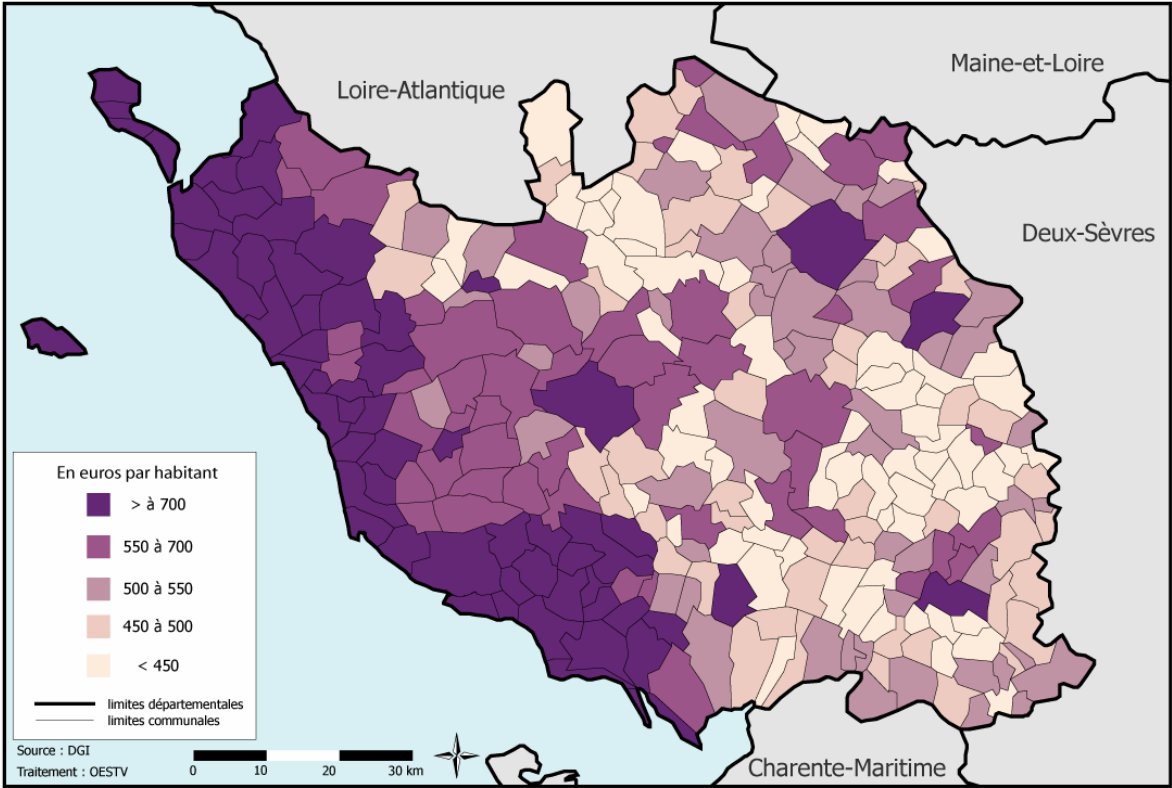 Maine-et-Loire
Loire-Atlantique
Deux-Sèvres
En euros par habitant
> à 700
550 à 700
500 à 550
450 à 500
< 450
limites départementales
limites communales
Source : DGI
Traitement : OESTV
0 10 20 30 km
Charente-Maritime